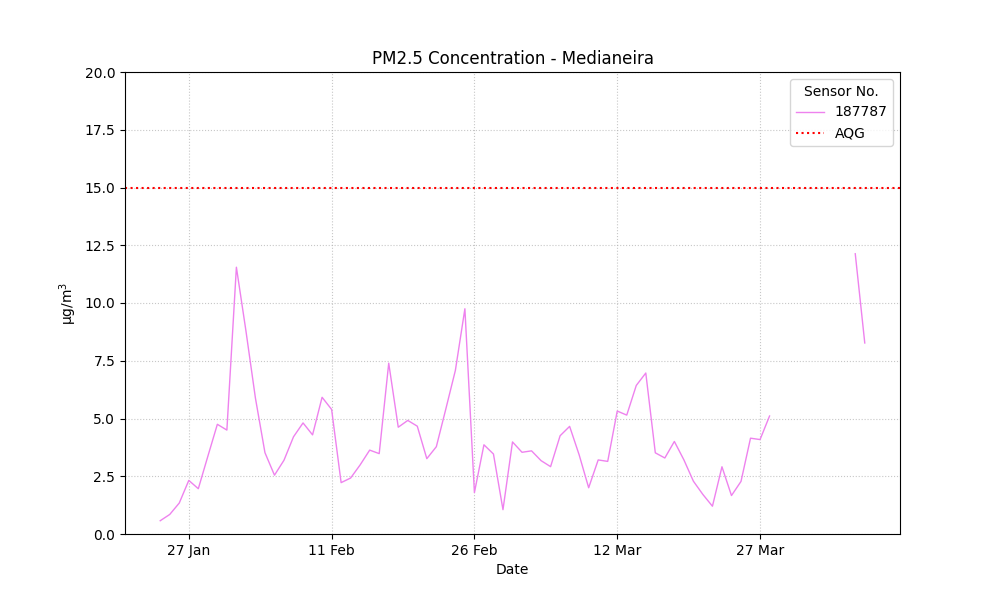 PM2.5 Concentration - Medianeira
Sensor No.
187787
AQG
20.0
17.5
15.0
12.5
10.0
7.5
5.0
2.5
0.0
µg/m³
27 Jan
11 Feb
26 Feb
12 Mar
27 Mar
Date